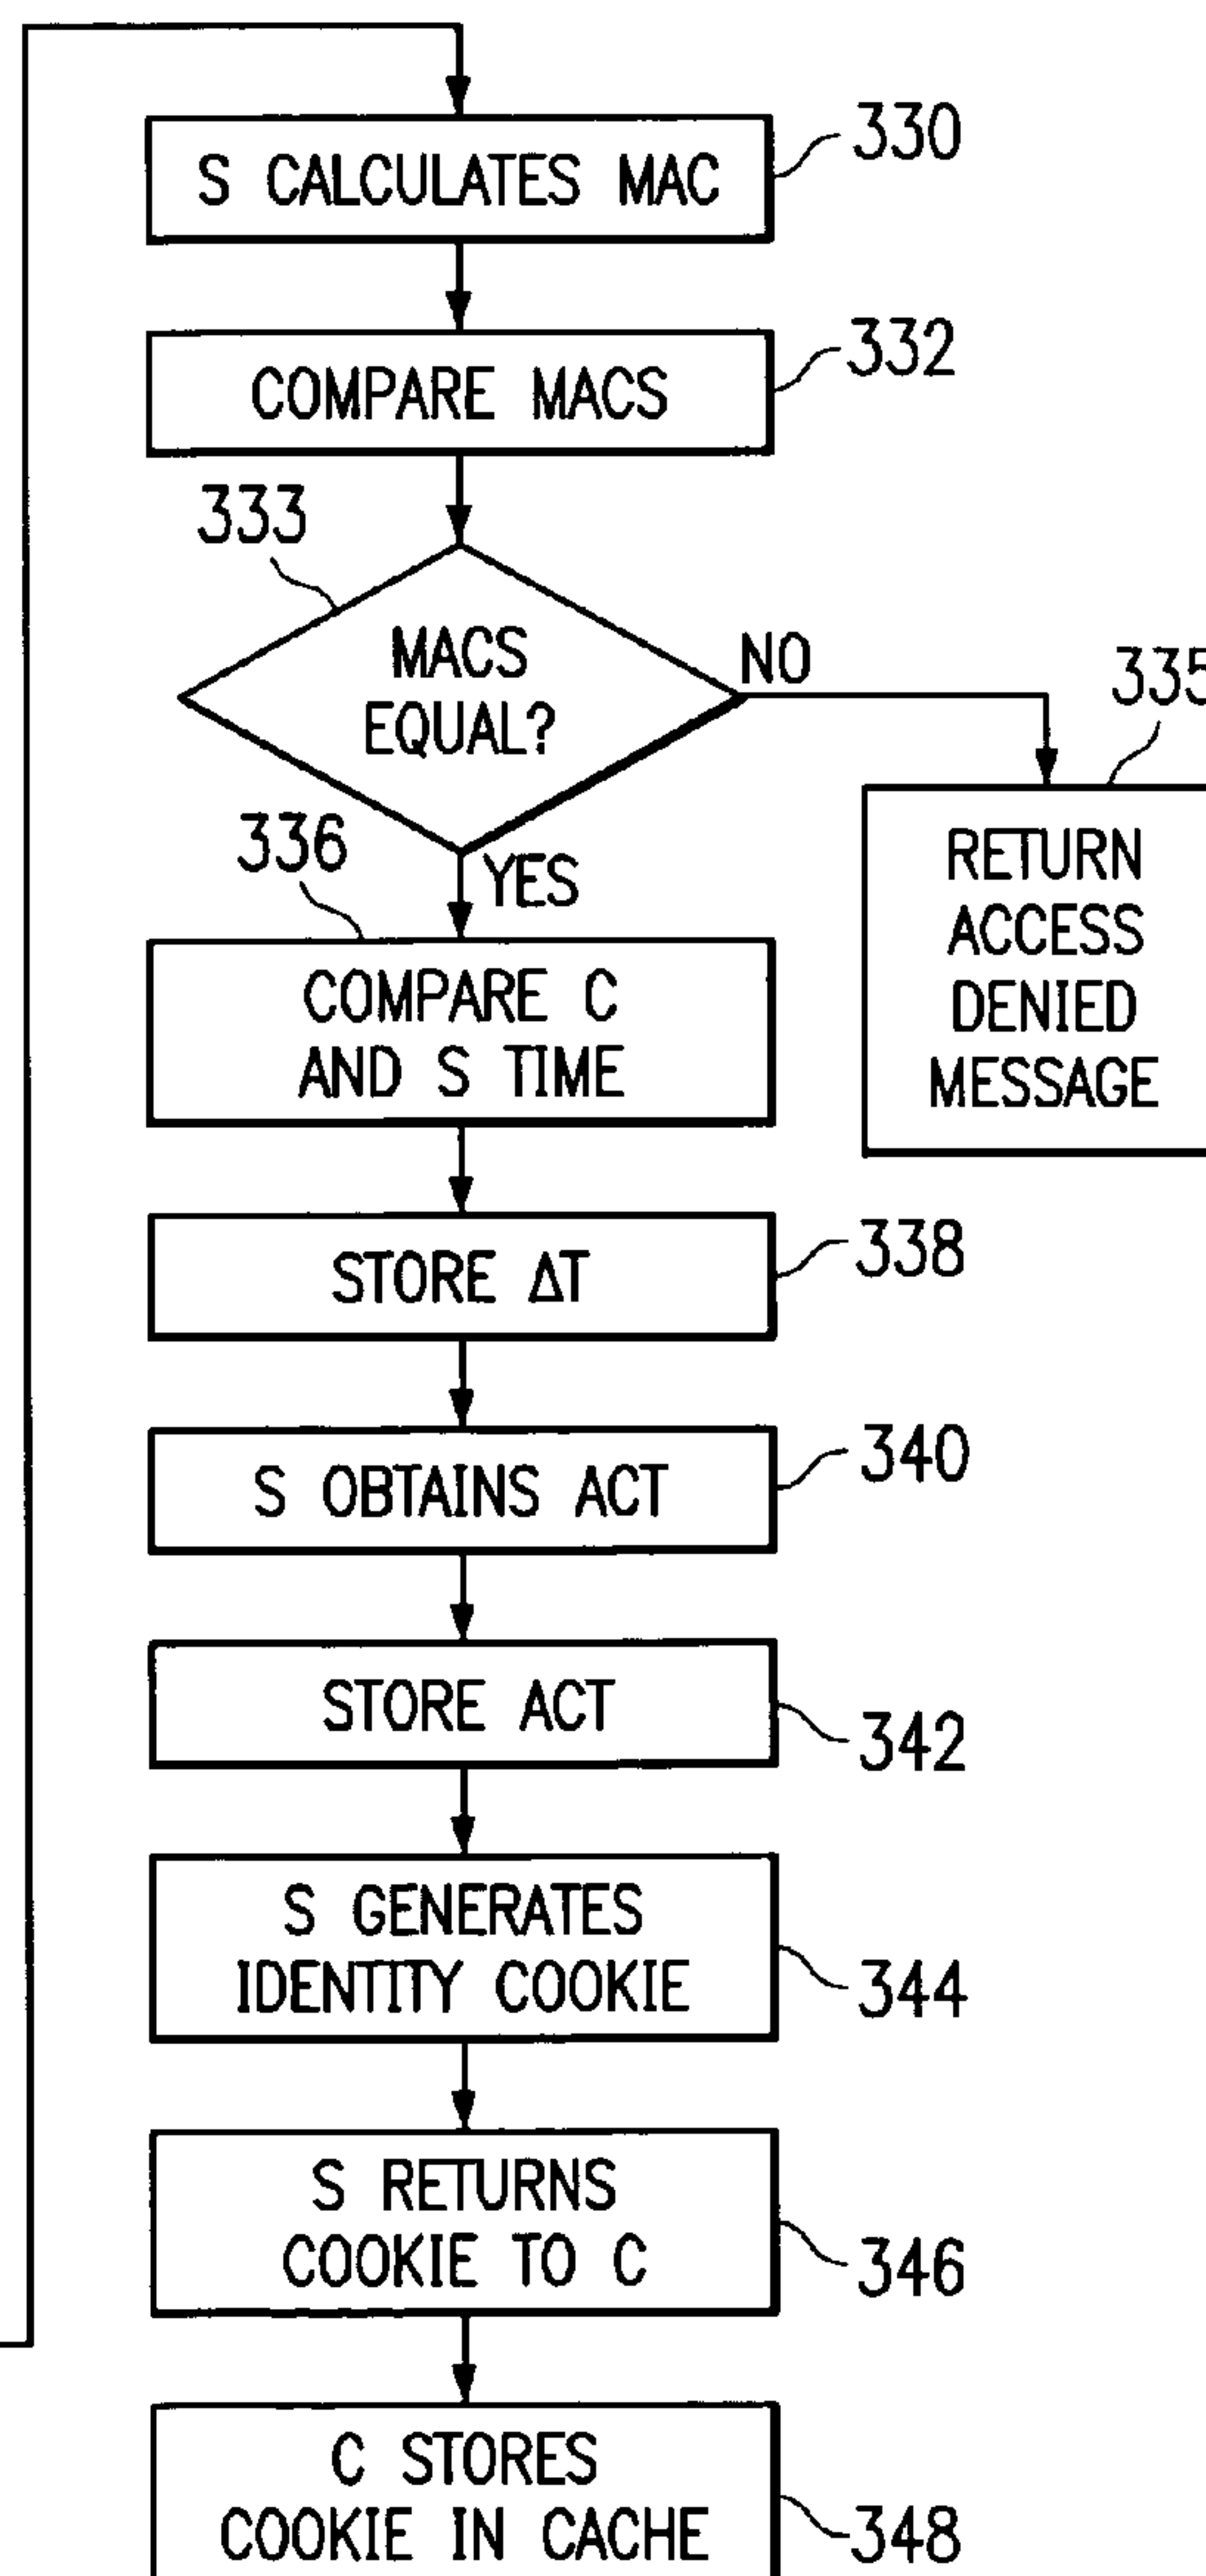 330
S CALCULATES MAC
332
COMPARE MACS
333
MACS
EQUAL?
NO
335
RETURN
ACCESS
DENIED
MESSAGE
YES
336
COMPARE C
AND S TIME
338
STORE ΔT
340
S OBTAINS ACT
STORE ACT
342
S GENERATES
IDENTITY COOKIE
344
S RETURNS
COOKIE TO C
346
C STORES
COOKIE IN CACHE
348